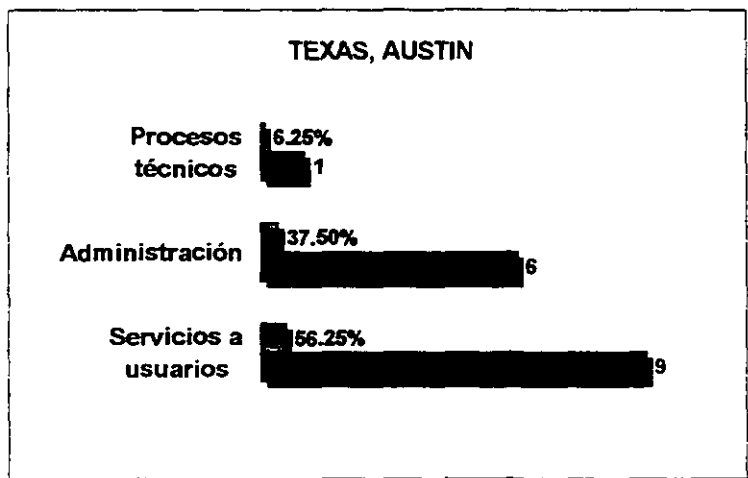 TEXAS, AUSTIN
Procesos
técnicos
6.25%
1
Administración
37.50%
6
Servicios a
usuarios
56.25%
9